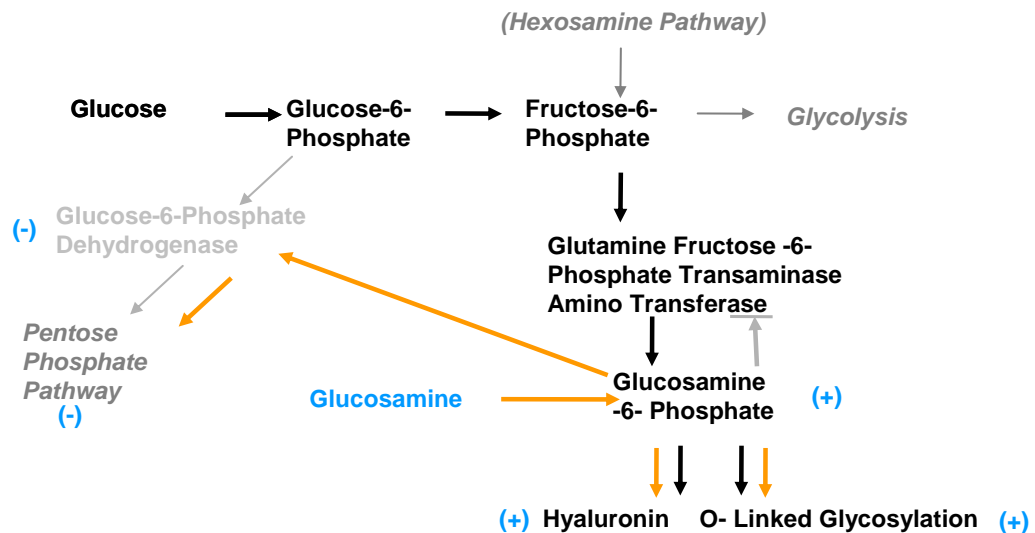 (Hexosamine Pathway)
Glucose
Glucose-6-
Phosphate
Fructose-6-
Phosphate
Glycolysis
(-)
Glucose-6-Phosphate
Dehydrogenase
Glutamine Fructose -6-
Phosphate Transaminase
Amino Transferase
Pentose
Phosphate
Pathway
(-)
Glucosamine
Glucosamine
-6- Phosphate
(+)
(+)
Hyaluronin
O- Linked Glycosylation
(+)